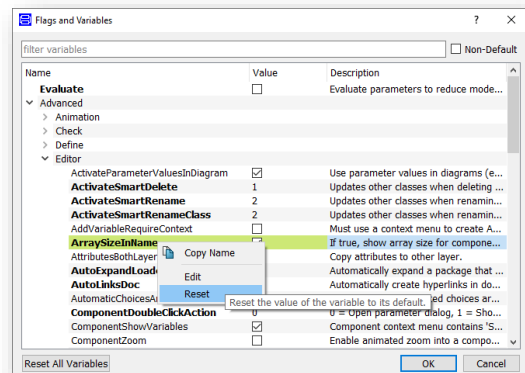 Flags and Variables ? ×
filter variables Non-Default
Name Value Description
Evaluate Evaluate parameters to reduce mode...
Advanced
Animation
Check
Define
Editor
ActivateParameterValuesInDiagram Use parameter values in diagrams (e...
ActivateSmartDelete 1 Updates other classes when deleting ...
ActivateSmartRename 2 Updates other classes when renamin...
ActivateSmartRenameClass 2 Updates other classes when renamin...
AddVariableRequireContext Must use a context menu to create A...
ArraySizeInName If true, show array size for compone...
AttributesBothLayer Copy attributes to other layer.
Copy Name
AutoExpandLoad Automatically expand a package that ...
Edit
AutoLinksDoc Automatically create hyperlinks in do...
Reset
AutomaticChoicesA ed choices ar...
Reset the value of the variable to its default.
ComponentDoubleClickAction 0 0 = Open parameter dialog, 1 = Sho...
ComponentShowVariables Component context menu contains 'S...
ComponentZoom Enable animated zoom into a compo...
Reset All Variables OK Cancel